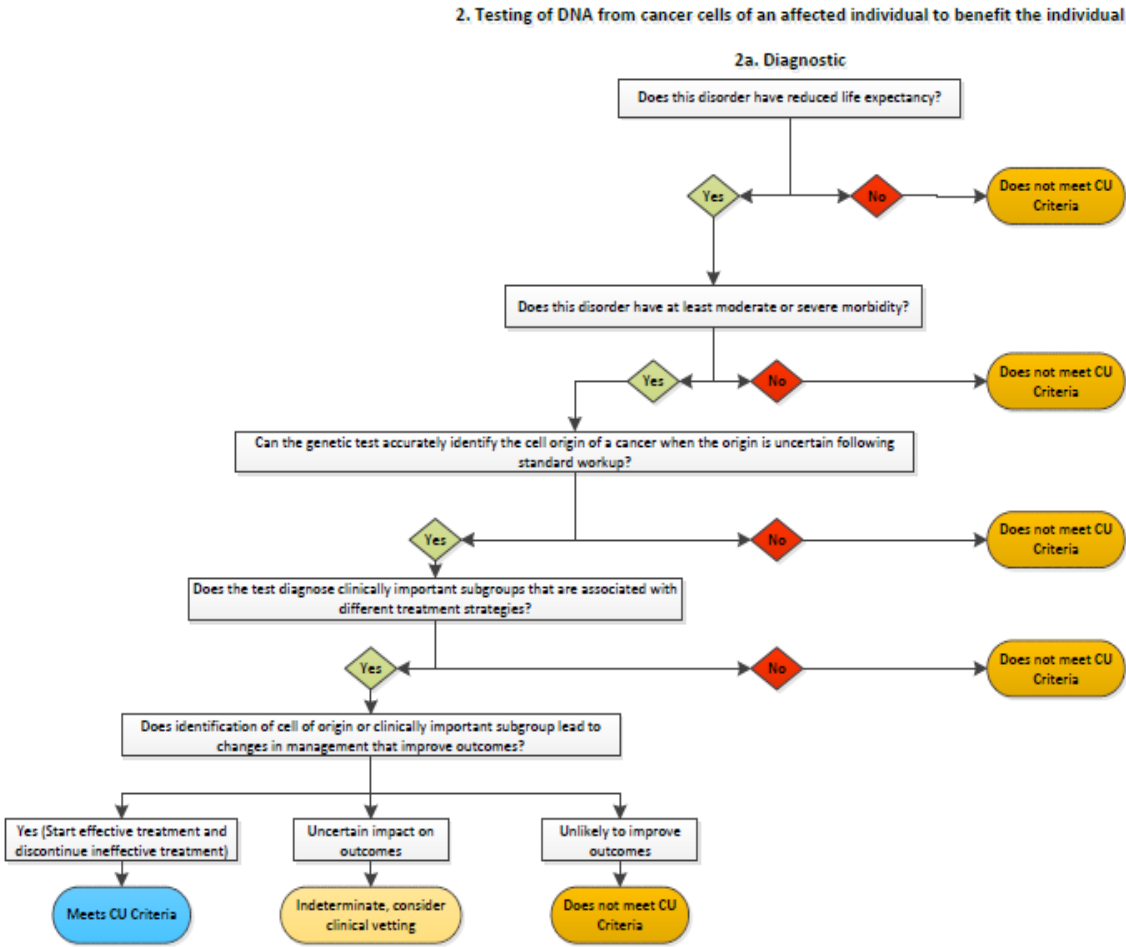 2. Testing of DNA from cancer cells of an affected individual to benefit the individual
2a. Diagnostic
Does this disorder have reduced life expectancy?
Yes
No
Does not meet CU
Criteria
Does this disorder have at least moderate or severe morbidity?
Yes
No
Does not meet CU
Criteria
Can the genetic test accurately identify the cell origin of a cancer when the origin is uncertain following
standard workup?
Yes
No
Does not meet CU
Criteria
Does the test diagnose clinically important subgroups that are associated with
different treatment strategies?
Yes
No
Does not meet CU
Criteria
Does identification of cell of origin or clinically important subgroup lead to
changes in management that improve outcomes?
Yes (Start effective treatment and
discontinue ineffective treatment)
Uncertain impact on
outcomes
Unlikely to improve
outcomes
Meets CU Criteria
Indeterminate, consider
clinical vetting
Does not meet CU
Criteria